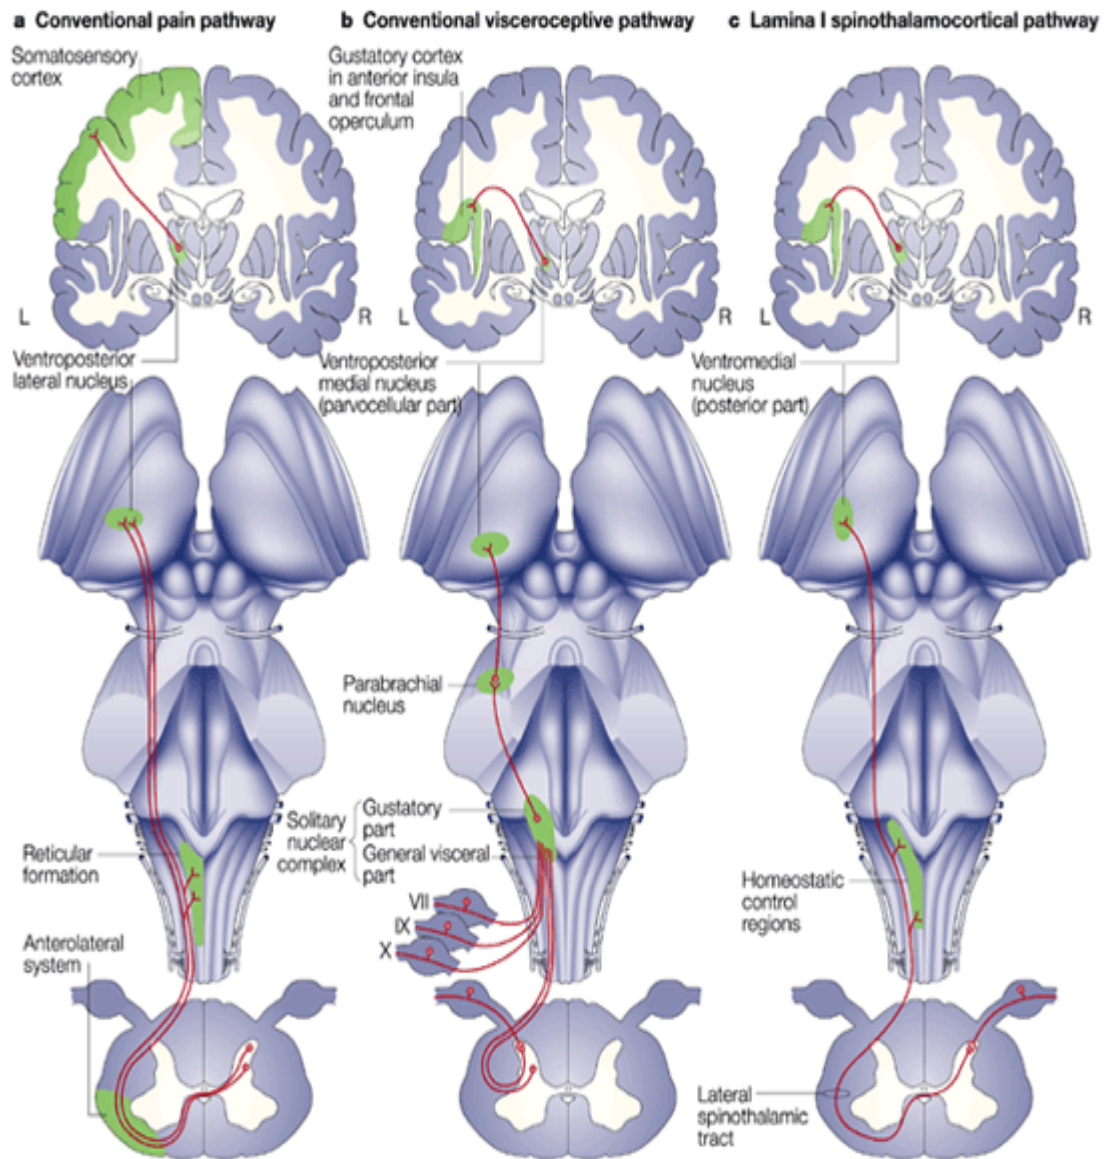 a Conventional pain pathway
Somatosensory
cortex
L
R
Ventroposterior
lateral nucleus
Reticular
formation
Anterolateral
system
b Conventional visceroceptive pathway
Gustatory cortex
in anterior insula
and frontal
operculum
L
R
Ventroposterior
medial nucleus
(parvocellular part)
Parabrachial
nucleus
Solitary
nuclear
complex
Gustatory
part
General visceral
part
VII
IX
X
c Lamina I spinothalamocortical pathway
L
R
Ventromedial
nucleus
(posterior part)
Homeostatic
control
regions
Lateral
spinothalamic
tract